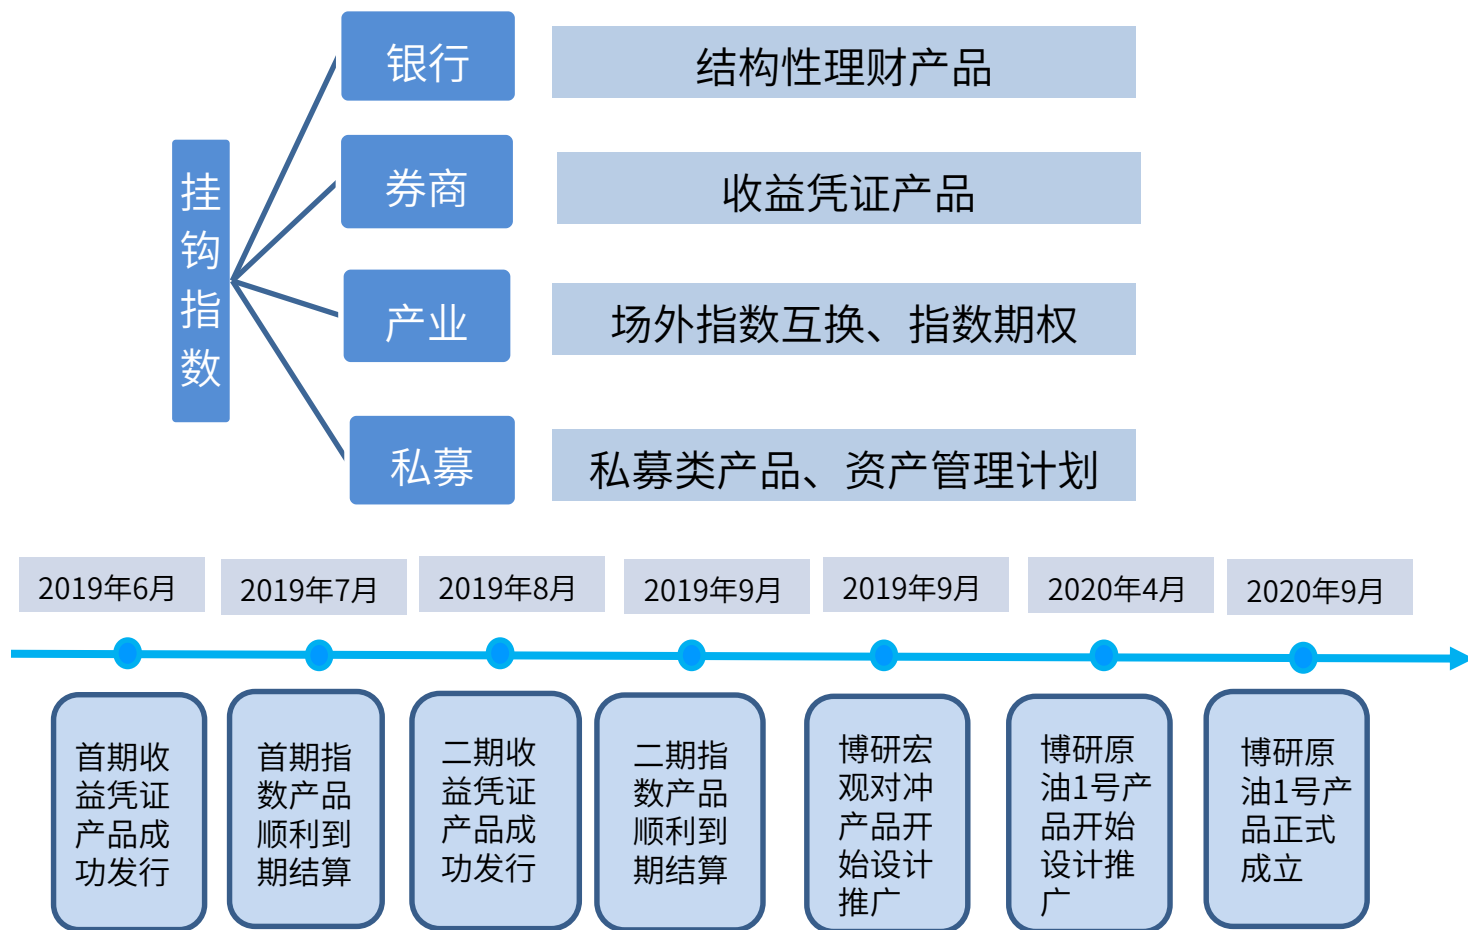 挂
钩
指
数
银行
结构性理财产品
券商
收益凭证产品
产业
场外指数互换、指数期权
私募
私募类产品、资产管理计划
2019年6月
2019年7月
2019年8月
2019年9月
2019年9月
2020年4月
2020年9月
首期收
益凭证
产品成
功发行
首期指
数产品
顺利到
期结算
二期收
益凭证
产品成
功发行
二期指
数产品
顺利到
期结算
博研宏
观对冲
产品开
始设计
推广
博研原
油1号产
品开始
设计推
广
博研原
油1号产
品正式
成立